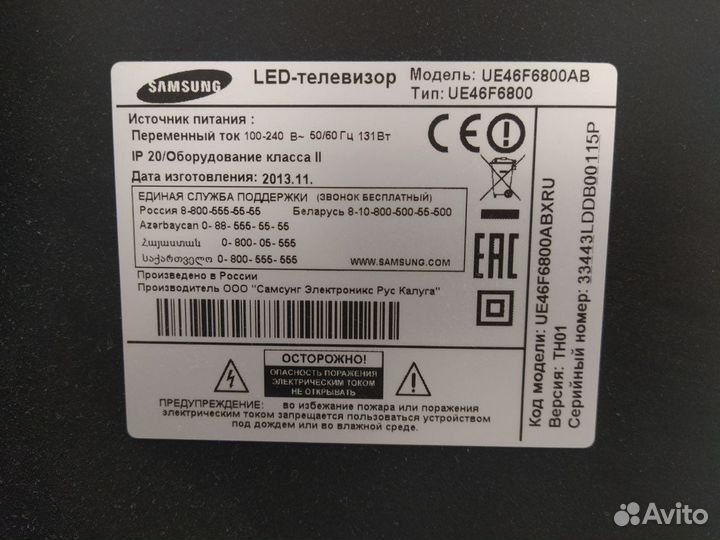 SAMSUNG
LED-телевизор
Модель: UE46F6800AB
Тип: UE46F6800
Источник питания :
Переменный ток 100-240 В~ 50/60 Гц 131Вт
IP 20/Оборудование класса II
Дата изготовления: 2013.11.
ЕДИНАЯ СЛУЖБА ПОДДЕРЖКИ (ЗВОНОК БЕСПЛАТНЫЙ)
Россия 8-800-555-55-55 Беларусь 8-10-800-500-55-500
Azərbaycan 0- 88- 555- 55- 55
Հայաստան 0- 800- 05- 555
საქართველო 0- 800- 555- 555
WWW.SAMSUNG.COM
Произведено в России
Производитель ООО "Самсунг Электроникс Рус Калуга"
CE
EAC
ОСТОРОЖНО!
ОПАСНОСТЬ ПОРАЖЕНИЯ
ЭЛЕКТРИЧЕСКИМ ТОКОМ
НЕ ОТКРЫВАТЬ
ПРЕДУПРЕЖДЕНИЕ: во избежание пожара или поражения
электрическим током запрещается пользоваться устройством
под дождем или во влажной среде.
Код модели: UE46F6800ABXRU
Версия: TH01
Серийный номер: 33443LDDB00115P
Avito